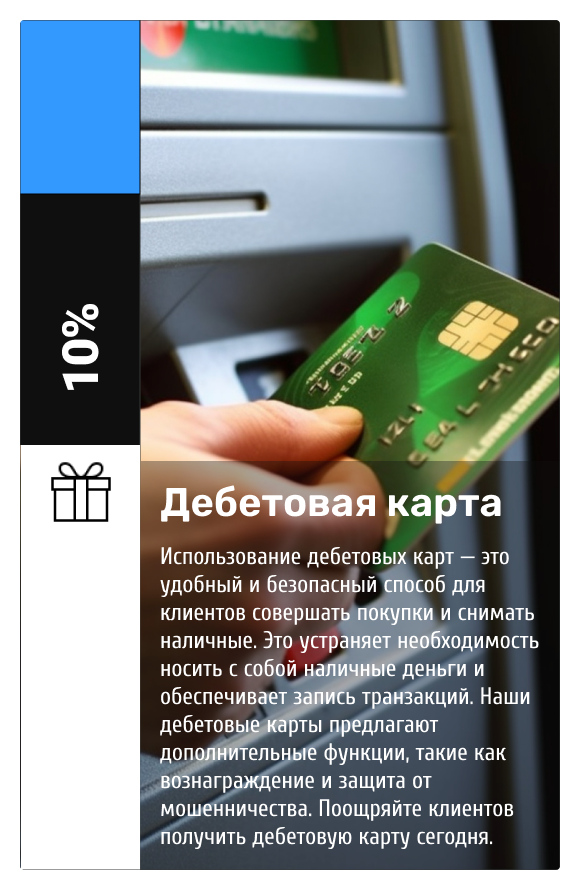 10%
Дебетовая карта
Использование дебетовых карт — это
удобный и безопасный способ для
клиентов совершать покупки и снимать
наличные. Это устраняет необходимость
носить с собой наличные деньги и
обеспечивает запись транзакций. Наши
дебетовые карты предлагают
дополнительные функции, такие как
вознаграждение и защита от
мошенничества. Поощряйте клиентов
получить дебетовую карту сегодня.